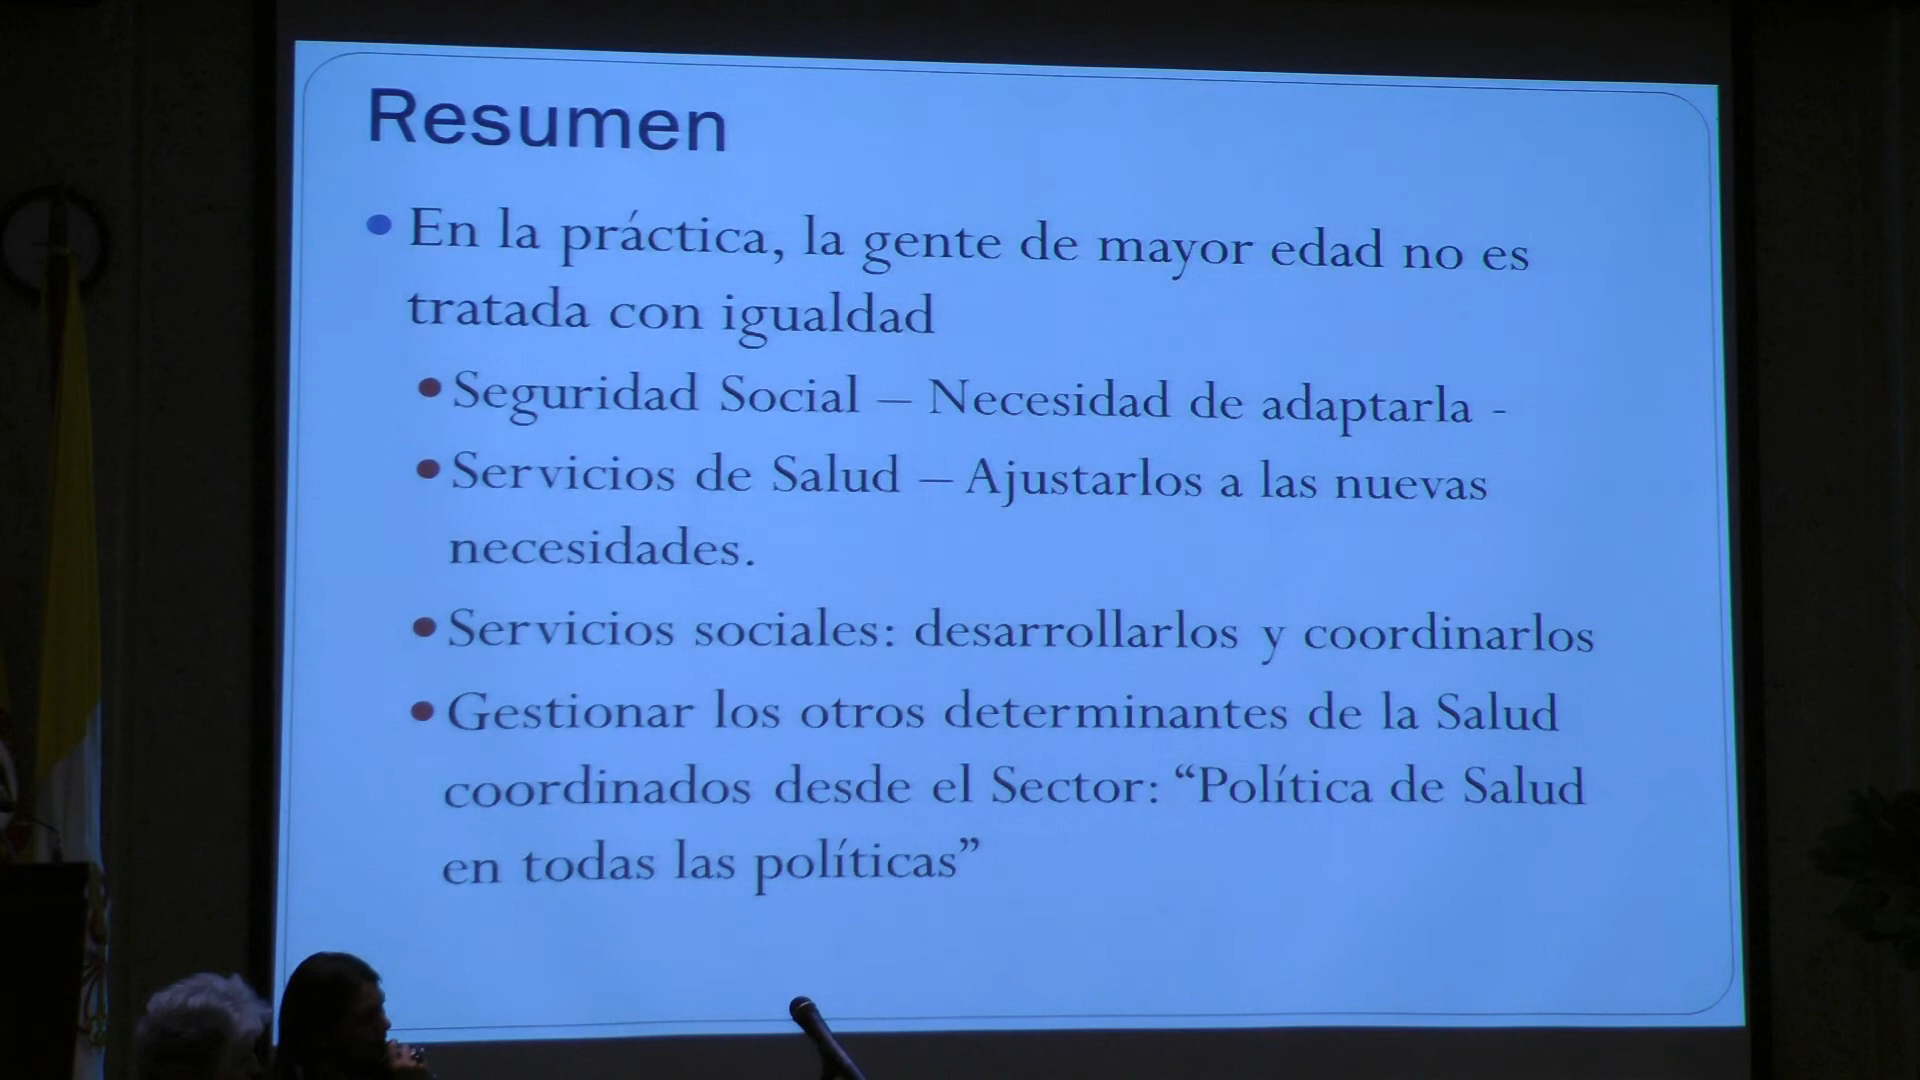 Resumen
En la práctica, la gente de mayor edad no es
tratada con igualdad
Seguridad Social – Necesidad de adaptarla -
Servicios de Salud – Ajustarlos a las nuevas
necesidades.
Servicios sociales: desarrollarlos y coordinarlos
Gestionar los otros determinantes de la Salud
coordinados desde el Sector: “Política de Salud
en todas las políticas”